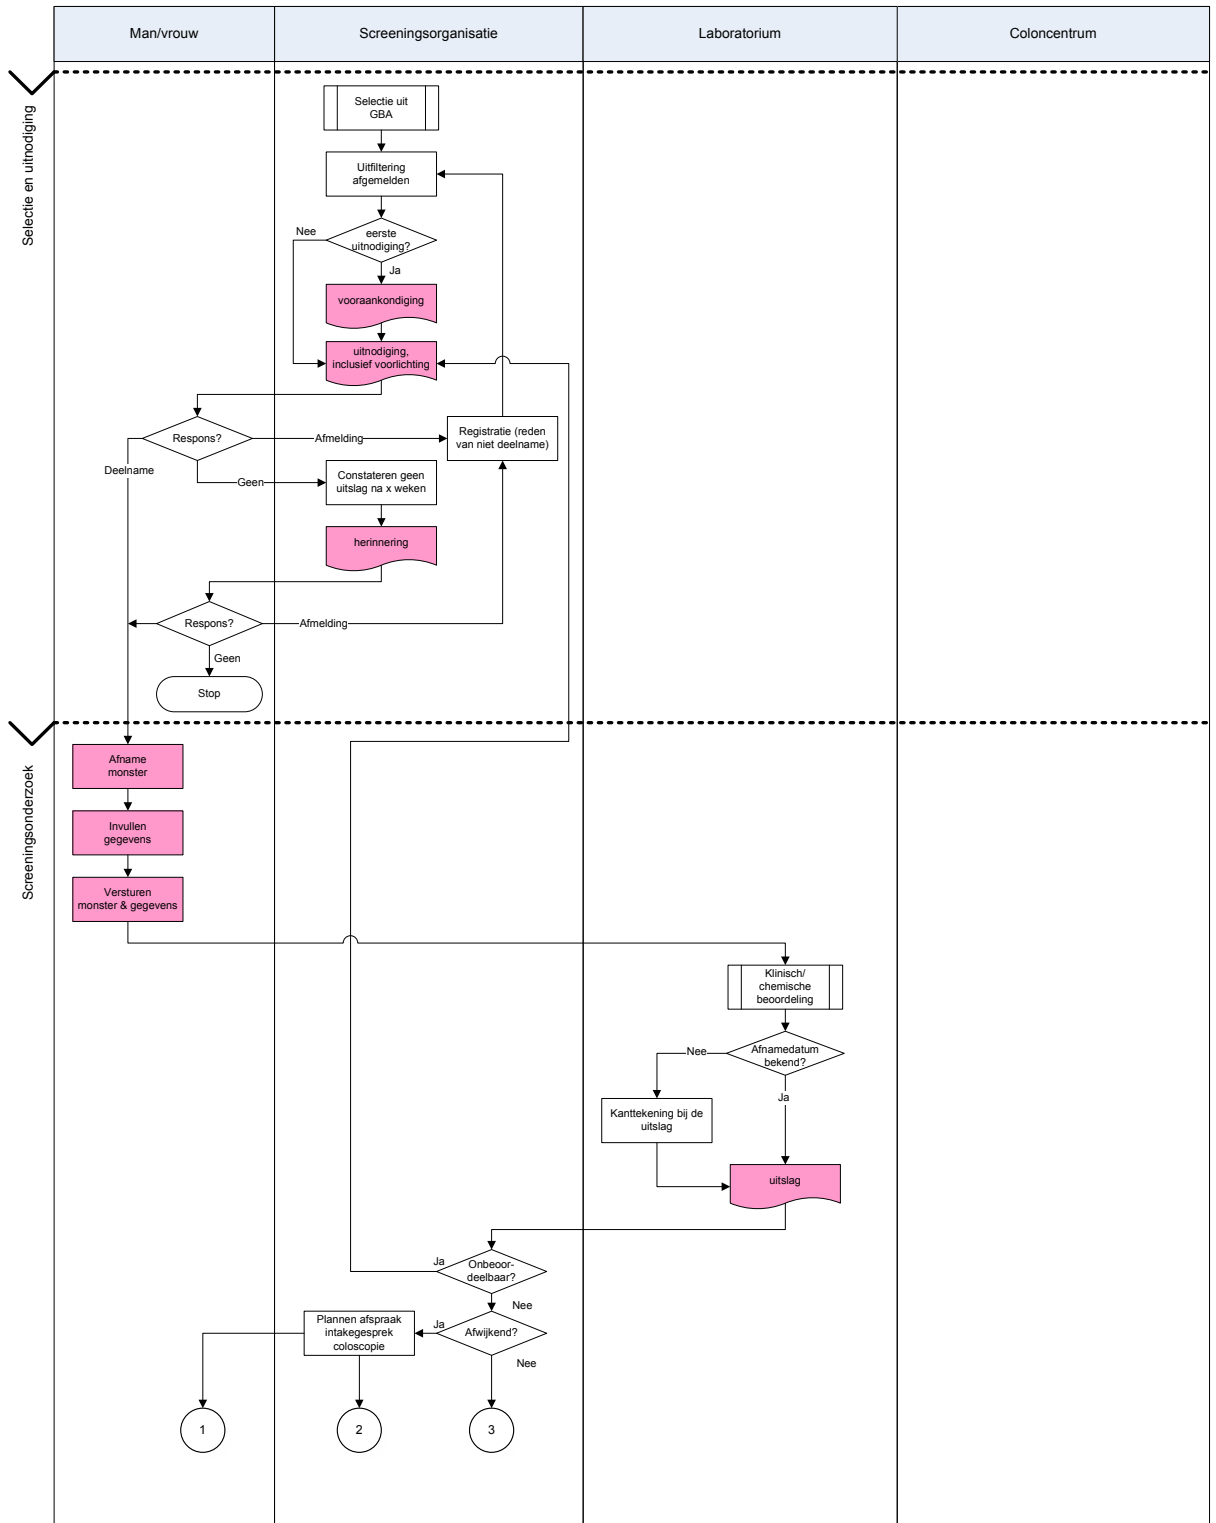 Man/vrouw
Screeningsorganisatie
Laboratorium
Coloncentrum
Selectie en uitnodiging
Selectie uit
GBA
Uitfiltering
afgemelden
Nee
eerste
uitnodiging?
Ja
vooraankondiging
uitnodiging,
inclusief voorlichting
Respons?
Afmelding
Registratie (reden
van niet deelname)
Deelname
Geen
Constateren geen
uitslag na x weken
herinnering
Respons?
Afmelding
Geen
Stop
Screeningsonderzoek
Afname
monster
Invullen
gegevens
Versturen
monster & gegevens
Klinisch/
chemische
beoordeling
Nee
Afnamedatum
bekend?
Ja
Kanttekening bij de
uitslag
uitslag
Ja
Onbeoor-
deelbaar?
Nee
Plannen afspraak
intakegesprek
coloscopie
Ja
Afwijkend?
Nee
1
2
3